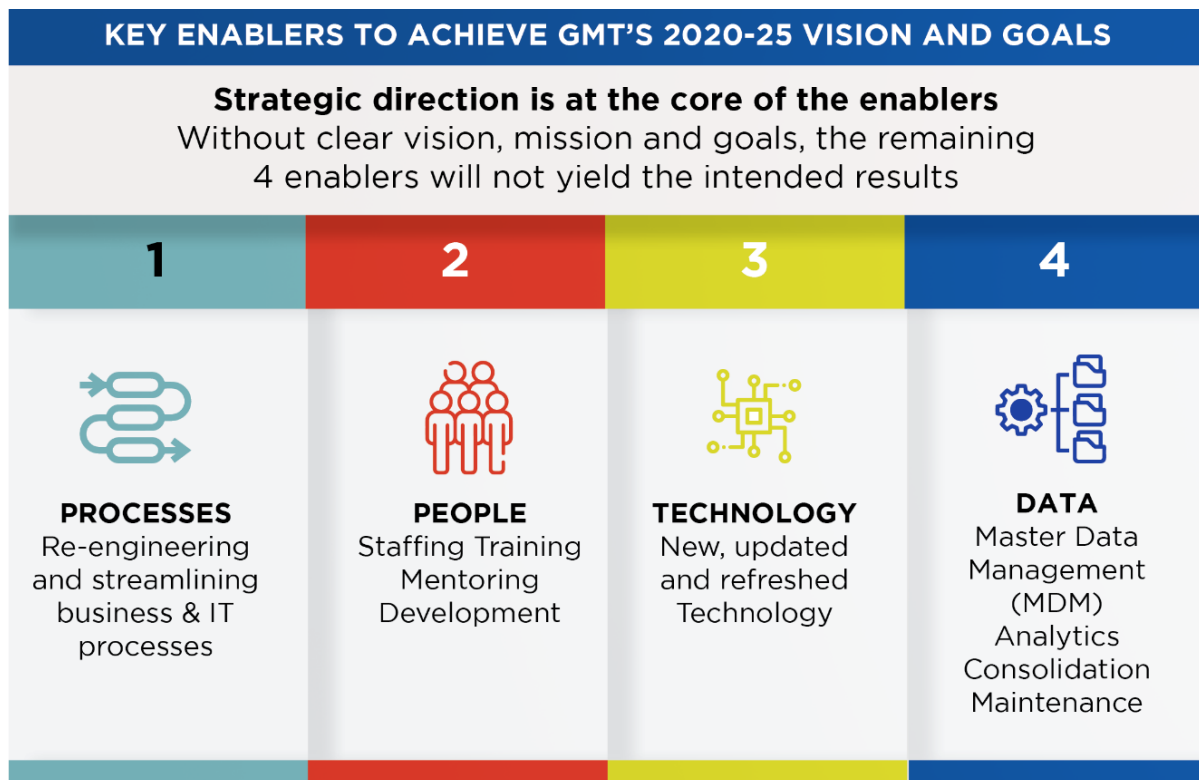 KEY ENABLERS TO ACHIEVE GMT'S 2020-25 VISION AND GOALS
Strategic direction is at the core of the enablers
Without clear vision, mission and goals, the remaining
4 enablers will not yield the intended results
1
2
3
4
PROCESSES
Re-engineering
and streamlining
business & IT
processes
PEOPLE
Staffing Training
Mentoring
Development
TECHNOLOGY
New, updated
and refreshed
Technology
DATA
Master Data
Management
(MDM)
Analytics
Consolidation
Maintenance